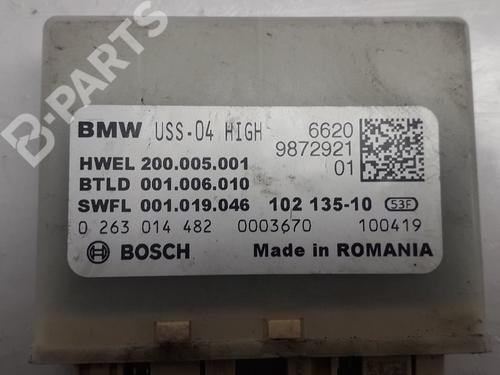 B-PARTS
BMW USS-04 HIGH 6620
9872921
HWEL 200.005.001 01
BTLD 001.006.010
SWFL 001.019.046 102 135-10 53F
0 263 014 482 0003670 100419
BOSCH Made in ROMANIA